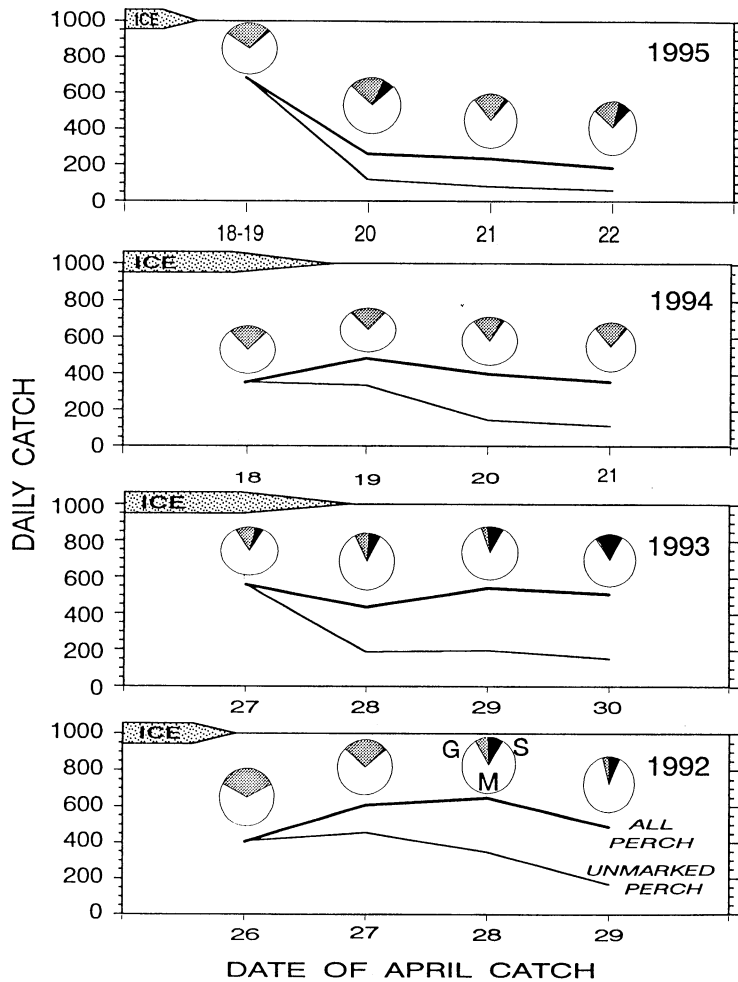 DAILY CATCH
ICE
1995
1000
800
600
400
200
0
18-19 20 21 22
ICE
1994
1000
800
600
400
200
0
18 19 20 21
ICE
1993
1000
800
600
400
200
0
27 28 29 30
ICE
1992
1000
800
600
400
200
0
G S
M
ALL
PERCH
UNMARKED
PERCH
26 27 28 29
DATE OF APRIL CATCH